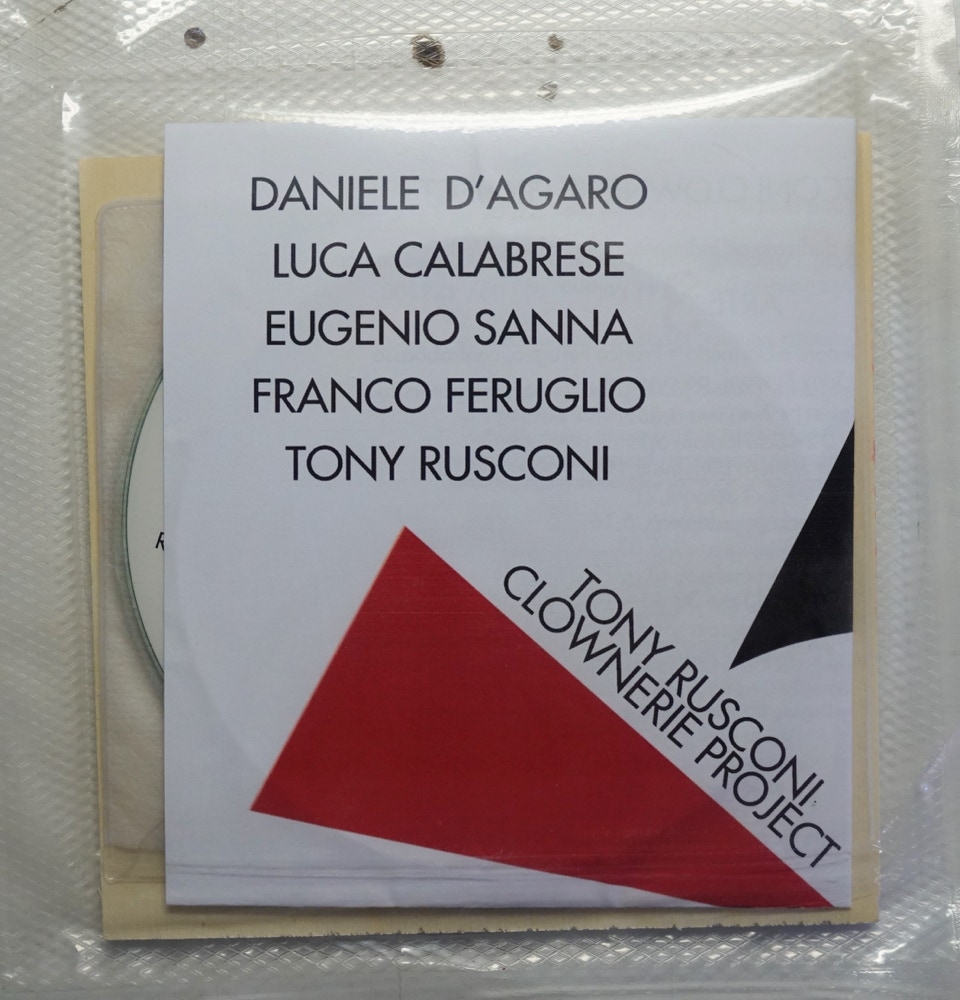 DANIELE D'AGARO
LUCA CALABRESE
EUGENIO SANNA
FRANCO FERUGLIO
TONY RUSCONI
TONY RUSCONI
CLOWNERIE PROJECT